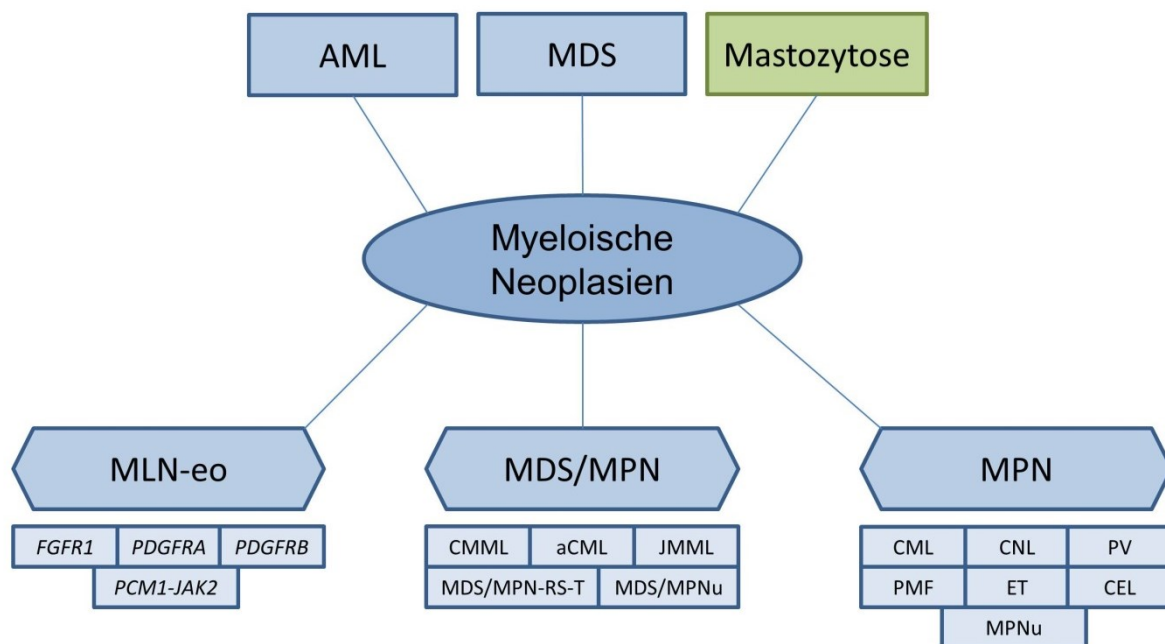 AML
MDS
Mastozytose
Myeloische
Neoplasien
MLN-eo
FGFR1
PDGFRA
PDGFRB
PCM1-JAK2
MDS/MPN
CMML
aCML
JMML
MDS/MPN-RS-T
MDS/MPNu
MPN
CML
CNL
PV
PMF
ET
CEL
MPNu